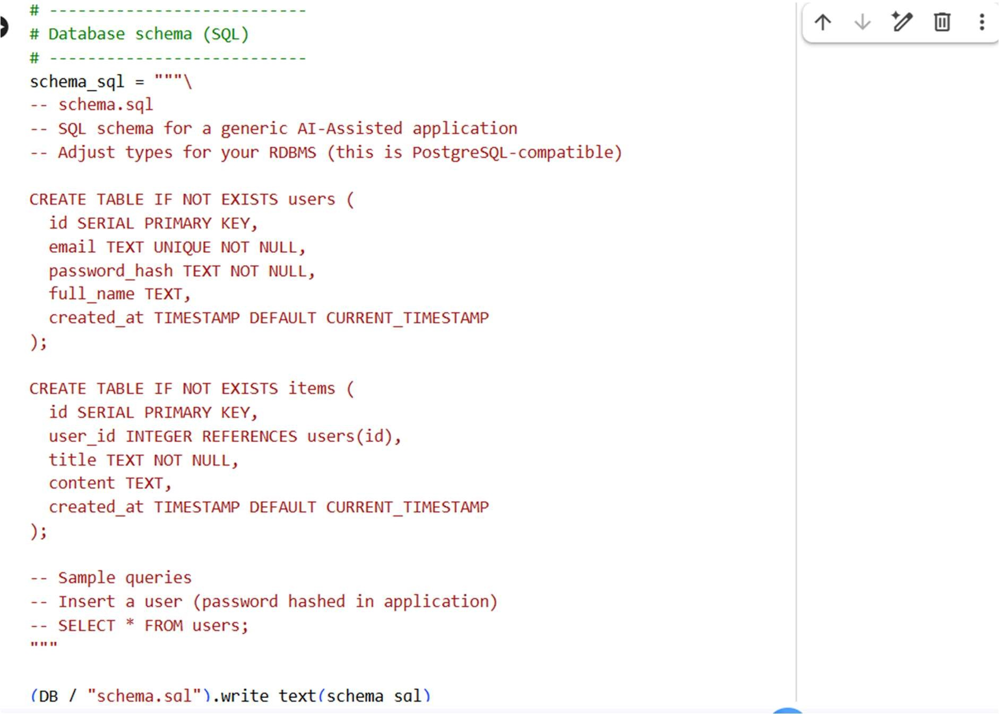 # ---------------------------
# Database schema (SQL)
# ---------------------------
schema_sql = """\
-- schema.sql
-- SQL schema for a generic AI-Assisted application
-- Adjust types for your RDBMS (this is PostgreSQL-compatible)

CREATE TABLE IF NOT EXISTS users (
  id SERIAL PRIMARY KEY,
  email TEXT UNIQUE NOT NULL,
  password_hash TEXT NOT NULL,
  full_name TEXT,
  created_at TIMESTAMP DEFAULT CURRENT_TIMESTAMP
);

CREATE TABLE IF NOT EXISTS items (
  id SERIAL PRIMARY KEY,
  user_id INTEGER REFERENCES users(id),
  title TEXT NOT NULL,
  content TEXT,
  created_at TIMESTAMP DEFAULT CURRENT_TIMESTAMP
);

-- Sample queries
-- Insert a user (password hashed in application)
-- SELECT * FROM users;
"""

(DB / "schema.sql").write_text(schema_sql)